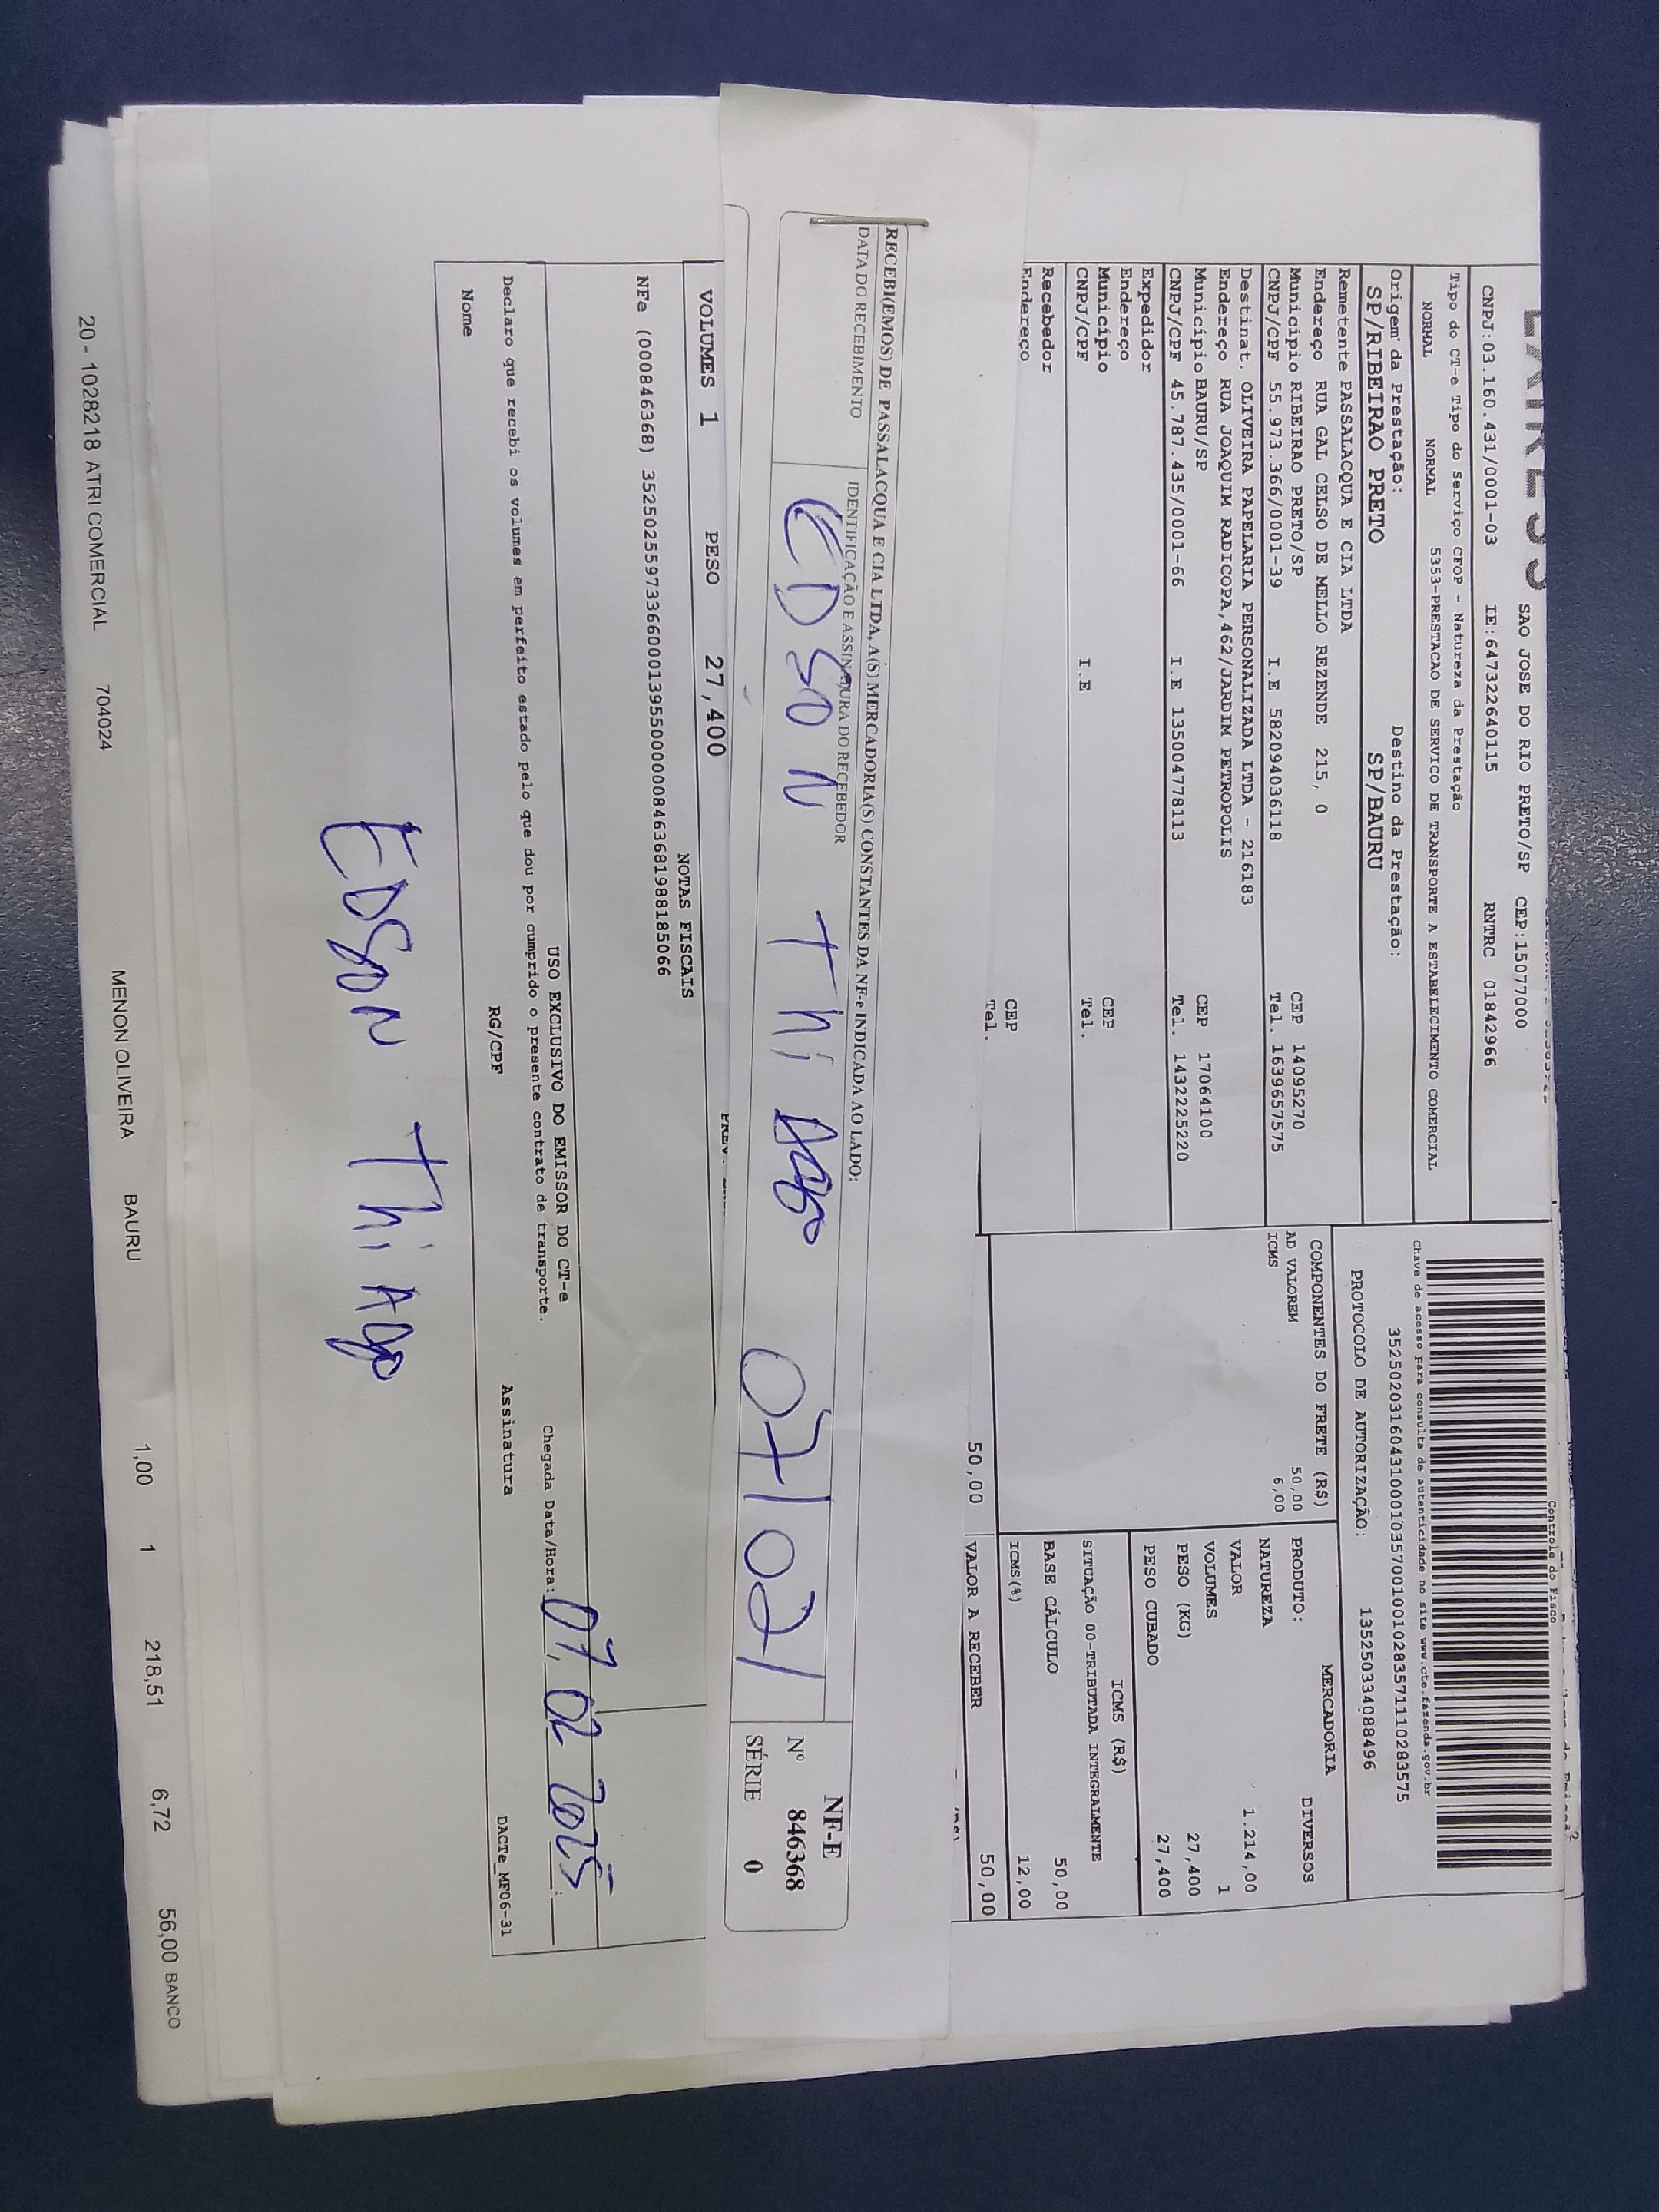 SAO JOSE DO RIO PRETO/SP CEP:15077000
CNPJ:03.160.431/0001-03 IE:647322640115 RNTRC 01842966
Tipo do CT-e Tipo do Serviço CFOP - Natureza da Prestação
NORMAL NORMAL 5353-PRESTACAO DE SERVICO DE TRANSPORTE A ESTABELECIMENTO COMERCIAL
Origem da Prestação: Destino da Prestação:
SP/RIBEIRAO PRETO SP/BAURU
Remetente PASSALACQUA E CIA LTDA
Endereço RUA GAL CELSO DE MELLO REZENDE 215, 0
Município RIBEIRAO PRETO/SP CEP 14095270
CNPJ/CPF 55.973.366/0001-39 I.E 582094036118 Tel. 1639657575
Destinat. OLIVEIRA PAPELARIA PERSONALIZADA LTDA - 216183
Endereço RUA JOAQUIM RADICOPA,462/JARDIM PETROPOLIS
Município BAURU/SP CEP 17064100
CNPJ/CPF 45.787.435/0001-66 I.E 135004778113 Tel. 1432225220
Expedidor
Endereço
Município CEP
CNPJ/CPF I.E Tel.
Recebedor
Endereço CEP
Tel.
Controle do Fisco
Chave de acesso para consulta de autenticidade no site www.cte.fazenda.gov.br
35250203160431000103570010010283571110283575
PROTOCOLO DE AUTORIZAÇÃO: 135250334088496
COMPONENTES DO FRETE (R$)
AD VALOREM 50,00
ICMS 6,00
50,00
MERCADORIA
PRODUTO: DIVERSOS
NATUREZA
VALOR 1.214,00
VOLUMES 1
PESO (KG) 27,400
PESO CUBADO 27,400
ICMS (R$)
SITUAÇÃO 00-TRIBUTADA INTEGRALMENTE
BASE CÁLCULO 50,00
ICMS(%) 12,00
VALOR A RECEBER 50,00
RECEBI(EMOS) DE PASSALACQUA E CIA LTDA, A(S) MERCADORIA(S) CONSTANTES DA NF-e INDICADA AO LADO:
DATA DO RECEBIMENTO IDENTIFICAÇÃO E ASSINATURA DO RECEBEDOR
EDSON ThiAgo 07/02/
NF-E
Nº 846368
SÉRIE 0
VOLUMES 1 PESO 27,400
NOTAS FISCAIS
NFe (000846368) 35250255973366000139550000008463681988185066
USO EXCLUSIVO DO EMISSOR DO CT-e
Declaro que recebi os volumes em perfeito estado pelo que dou por cumprido o presente contrato de transporte.
Chegada Data/Hora: 07, 02 2025 :
Nome RG/CPF Assinatura DACTe_MF06-31
EDSON ThiAgo
20 - 1028218 ATRI COMERCIAL 704024 MENON OLIVEIRA BAURU 1,00 1 218,51 6,72 56,00 BANCO